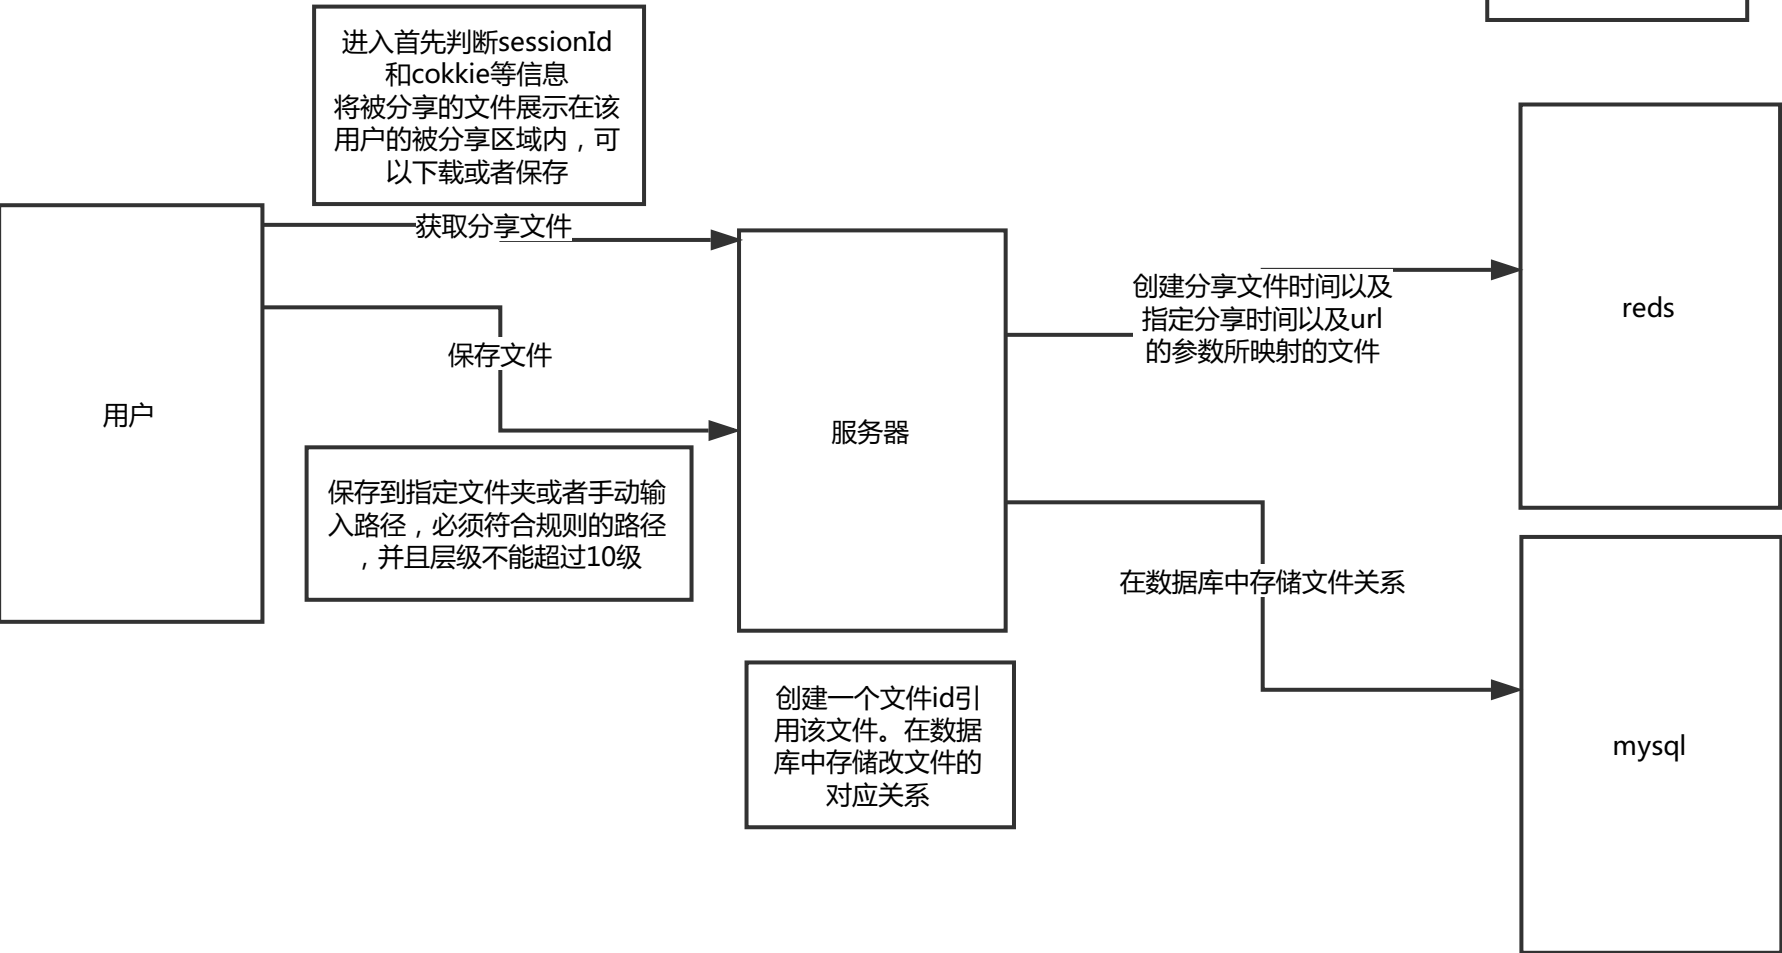 进入首先判断sessionId
和cokkie等信息
将被分享的文件展示在该
用户的被分享区域内，可
以下载或者保存
获取分享文件
保存文件
用户
保存到指定文件夹或者手动输
入路径，必须符合规则的路径
，并且层级不能超过10级
服务器
创建一个文件id引
用该文件。在数据
库中存储改文件的
对应关系
创建分享文件时间以及
指定分享时间以及url
的参数所映射的文件
在数据库中存储文件关系
reds
mysql